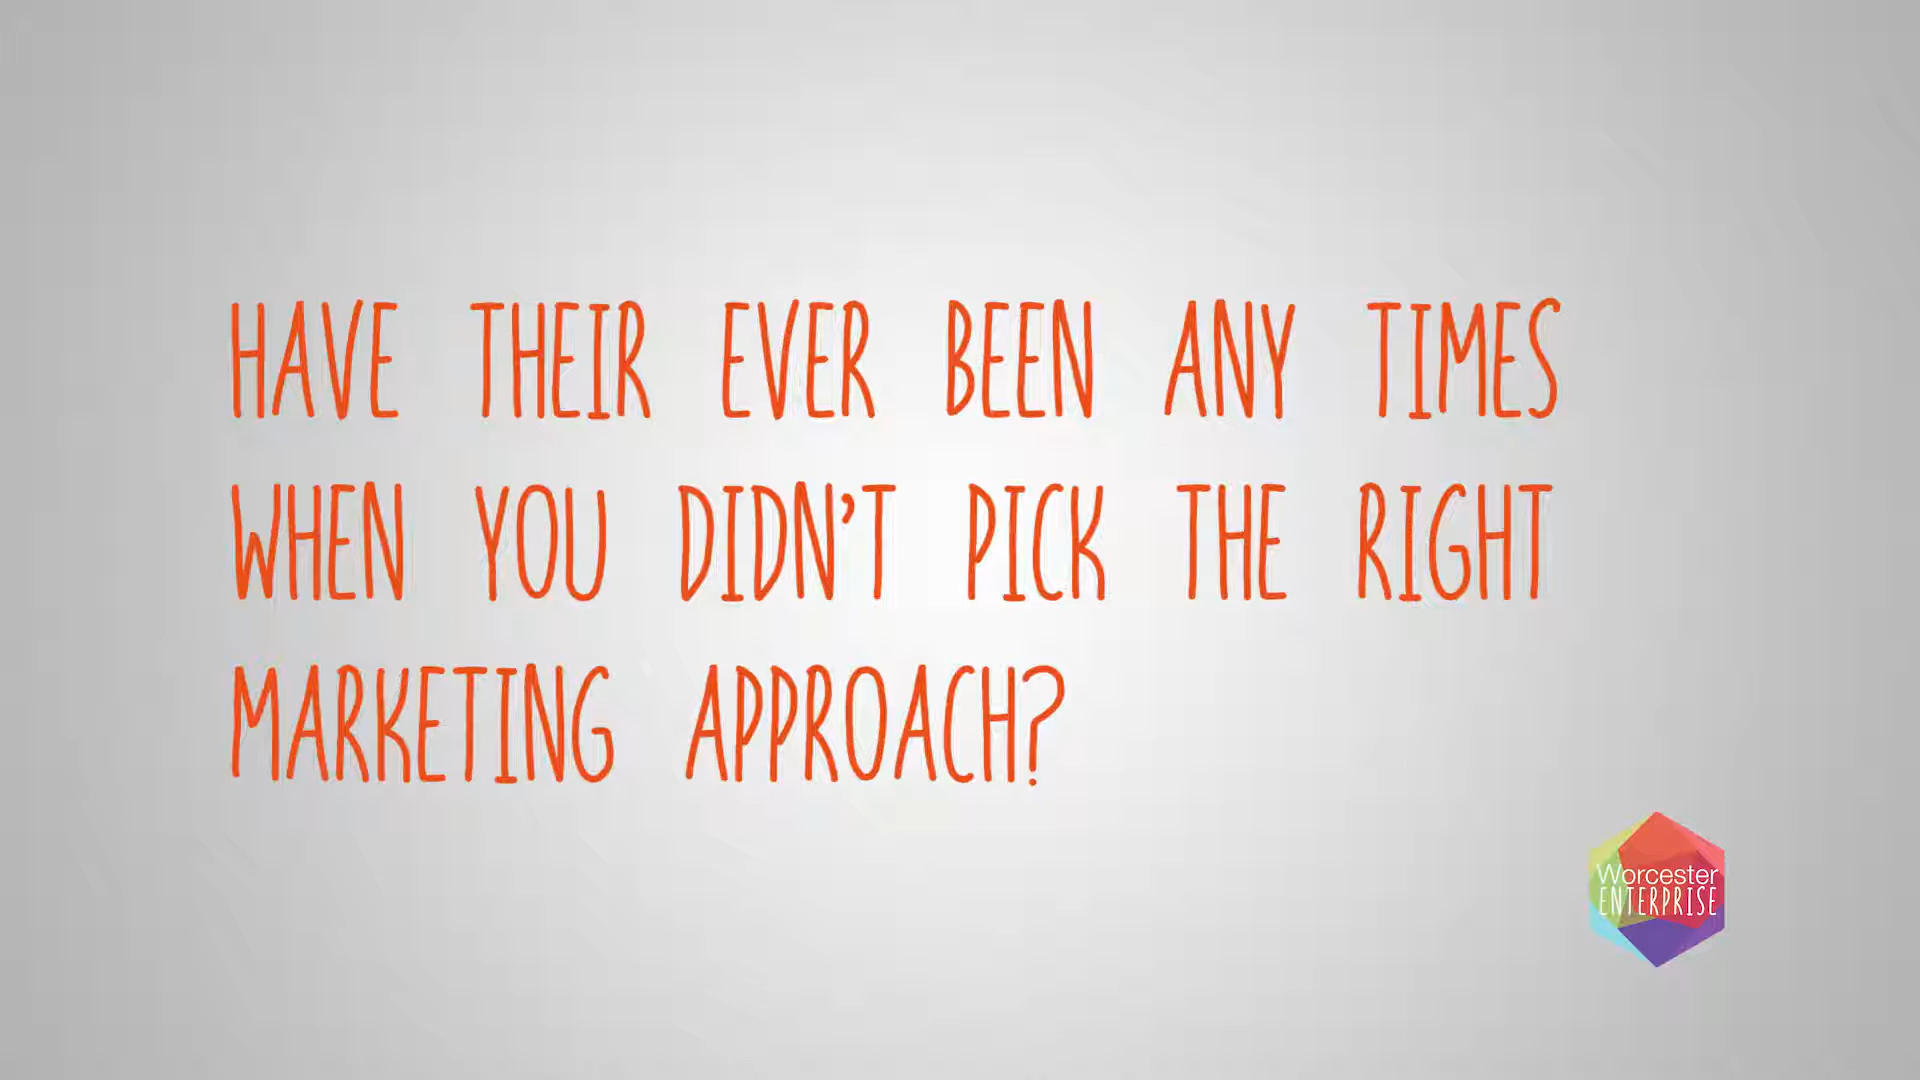 HAVE THEIR EVER BEEN ANY TIMES
WHEN YOU DIDN'T PICK THE RIGHT
MARKETING APPROACH?
Worcester
ENTERPRISE